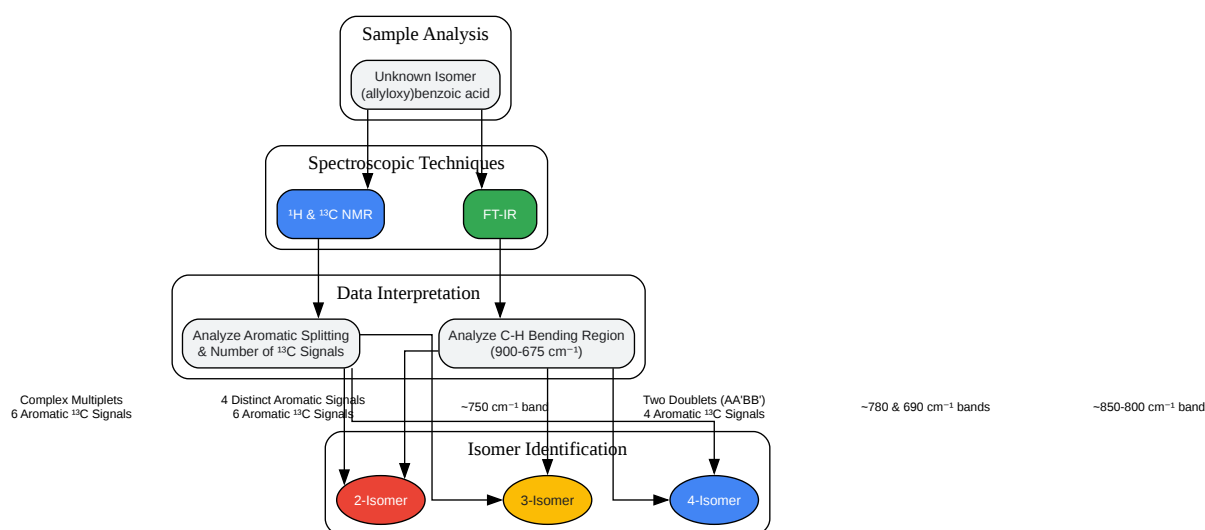 Sample Analysis
Unknown Isomer
(allyloxy)benzoic acid
Spectroscopic Techniques
¹H & ¹³C NMR
FT-IR
Data Interpretation
Analyze Aromatic Splitting
& Number of ¹³C Signals
Analyze C-H Bending Region
(900-675 cm⁻¹)
Complex Multiplets
6 Aromatic ¹³C Signals
4 Distinct Aromatic Signals
6 Aromatic ¹³C Signals
~750 cm⁻¹ band
Two Doublets (AA'BB')
4 Aromatic ¹³C Signals
~780 & 690 cm⁻¹ bands
~850-800 cm⁻¹ band
Isomer Identification
2-Isomer
3-Isomer
4-Isomer